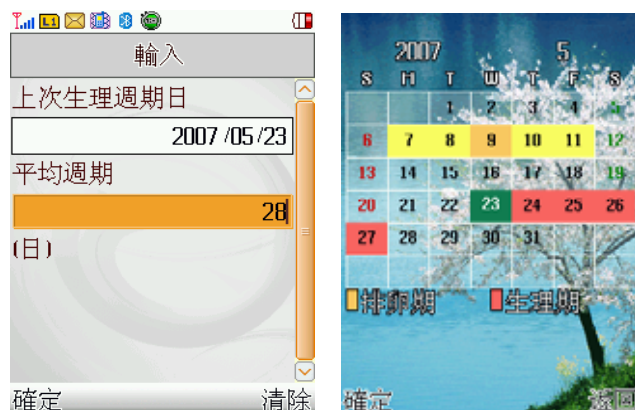 L1
輸入
上次生理週期日
2007 /05/23
平均週期
28
(日)
確定 清除
2007 5
S M T W T F S
1 2 3 4 5
6 7 8 9 10 11 12
13 14 15 16 17 18 19
20 21 22 23 24 25 26
27 28 29 30 31
排卵期 生理期
確定 返回